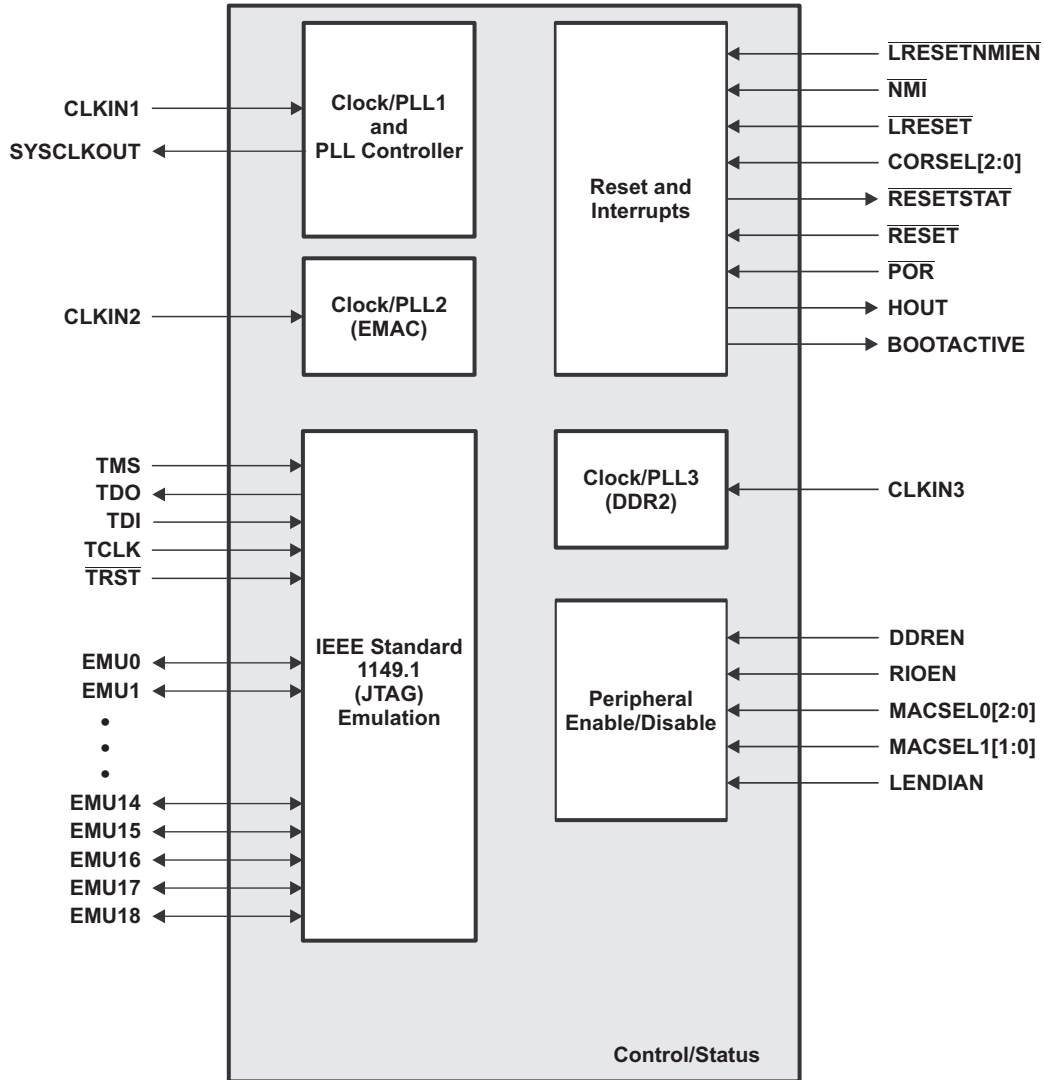 CLKIN1
SYSCLKOUT
Clock/PLL1
and
PLL Controller
CLKIN2
Clock/PLL2
(EMAC)
TMS
TDO
TDI
TCLK
TRST
EMU0
EMU1
EMU14
EMU15
EMU16
EMU17
EMU18
IEEE Standard
1149.1
(JTAG)
Emulation
Reset and
Interrupts
LRESETNMIEN
NMI
LRESET
CORSEL[2:0]
RESETSTAT
RESET
POR
HOUT
BOOTACTIVE
Clock/PLL3
(DDR2)
CLKIN3
Peripheral
Enable/Disable
DDREN
RIOEN
MACSEL0[2:0]
MACSEL1[1:0]
LENDIAN
Control/Status